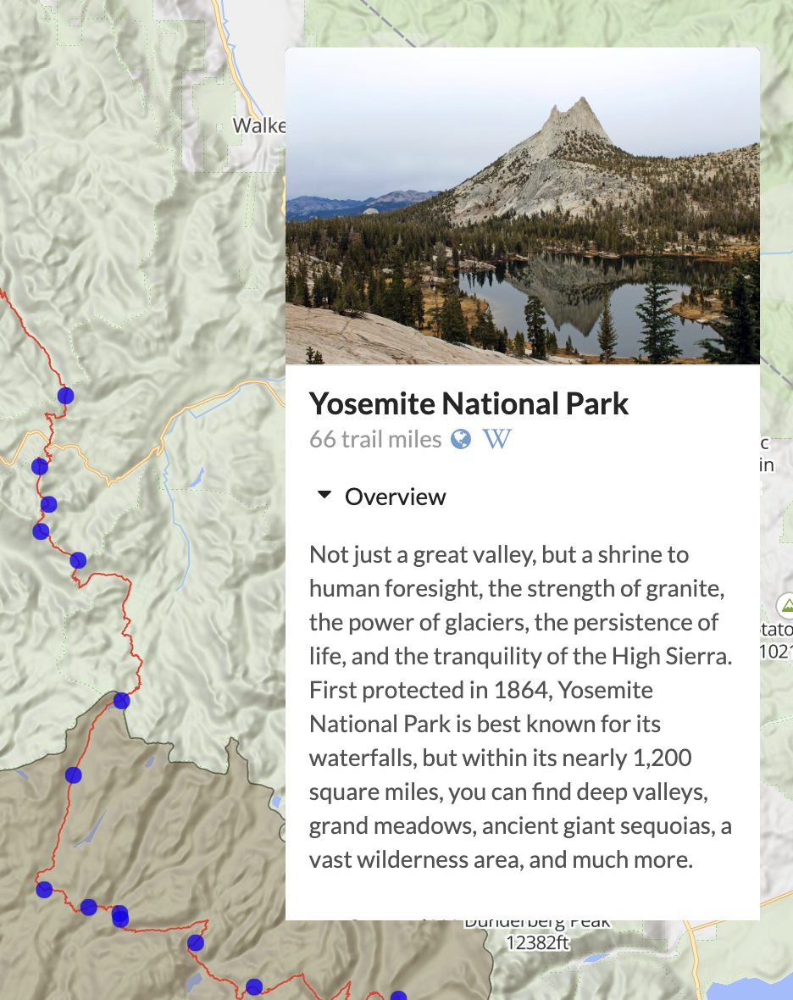 Walke
Yosemite National Park
66 trail miles W
Overview
Not just a great valley, but a shrine to
human foresight, the strength of granite,
the power of glaciers, the persistence of
life, and the tranquility of the High Sierra.
First protected in 1864, Yosemite
National Park is best known for its
waterfalls, but within its nearly 1,200
square miles, you can find deep valleys,
grand meadows, ancient giant sequoias, a
vast wilderness area, and much more.
c
in
tato
1021
Dunderberg Peak
12382ft